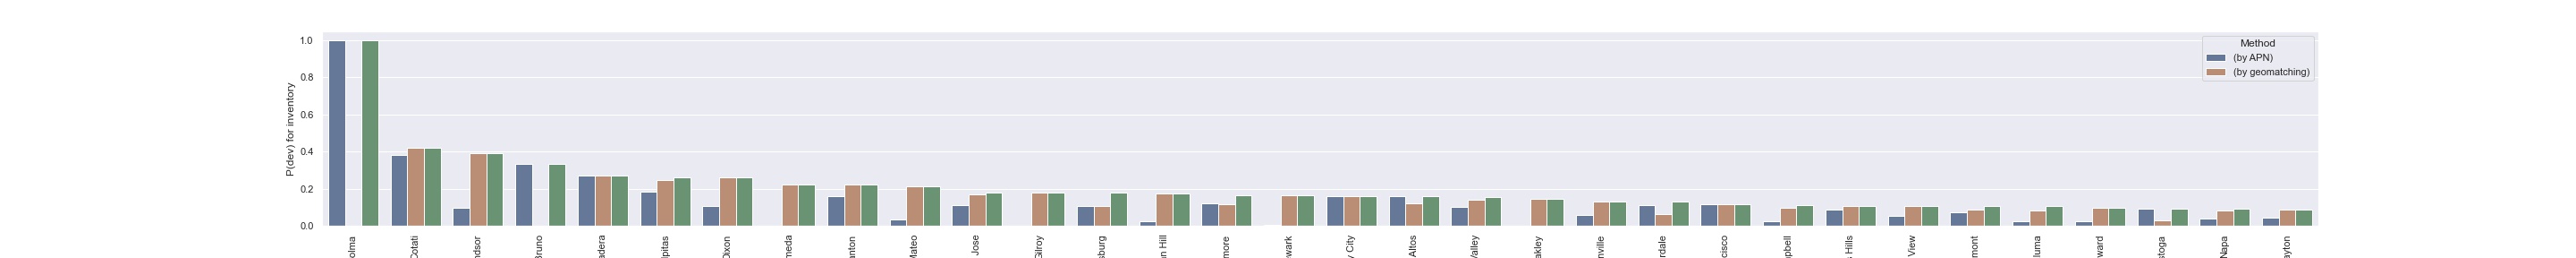 P(dev) for inventory
1.0
0.8
0.6
0.4
0.2
0.0
Method
(by APN)
(by geomatching)
olma
Cotati
ndsor
Bruno
adera
lpitas
Dixon
meda
anton
Mateo
Jose
Gilroy
sburg
n Hill
more
wark
y City
Altos
Valley
akley
nville
rdale
cisco
pbell
s Hills
View
mont
luma
ward
stoga
Napa
ayton